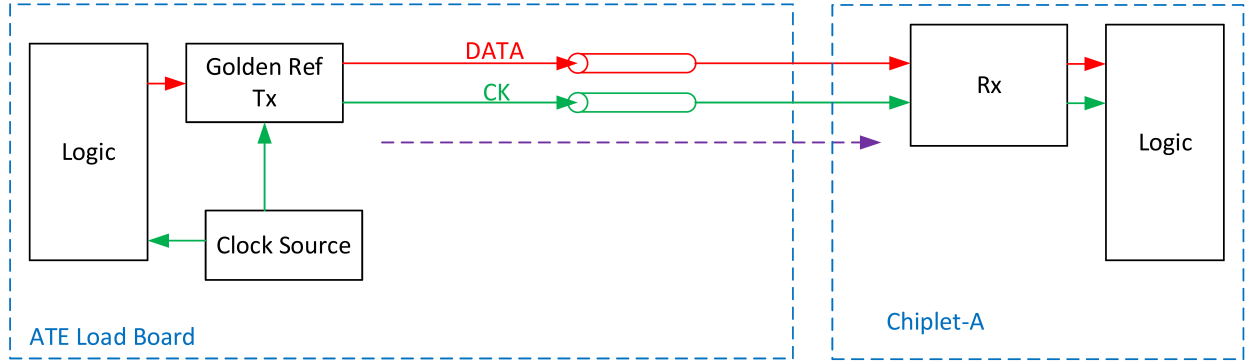 DATA
Golden Ref
Tx
CK
Rx
Logic
Logic
Clock Source
ATE Load Board
Chiplet-A